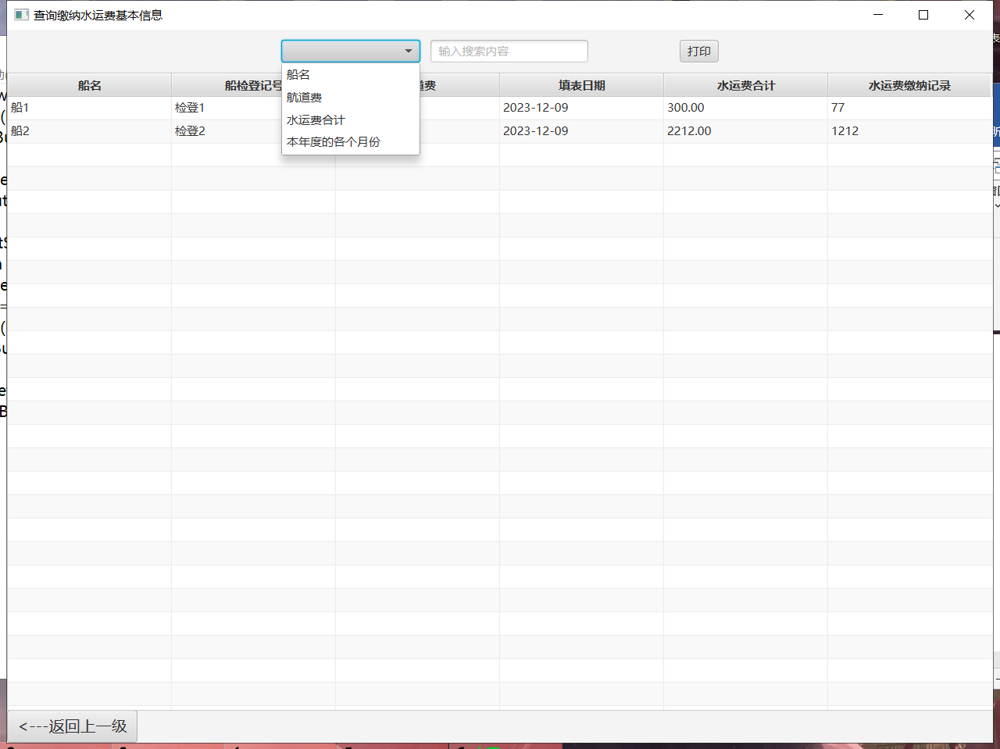 查询缴纳水运费基本信息
输入搜索内容
打印
船名
航道费
水运费合计
本年度的各个月份
船名 船检登记号 道费 填表日期 水运费合计 水运费缴纳记录
船1 检登1 2023-12-09 300.00 77
船2 检登2 2023-12-09 2212.00 1212
<---返回上一级